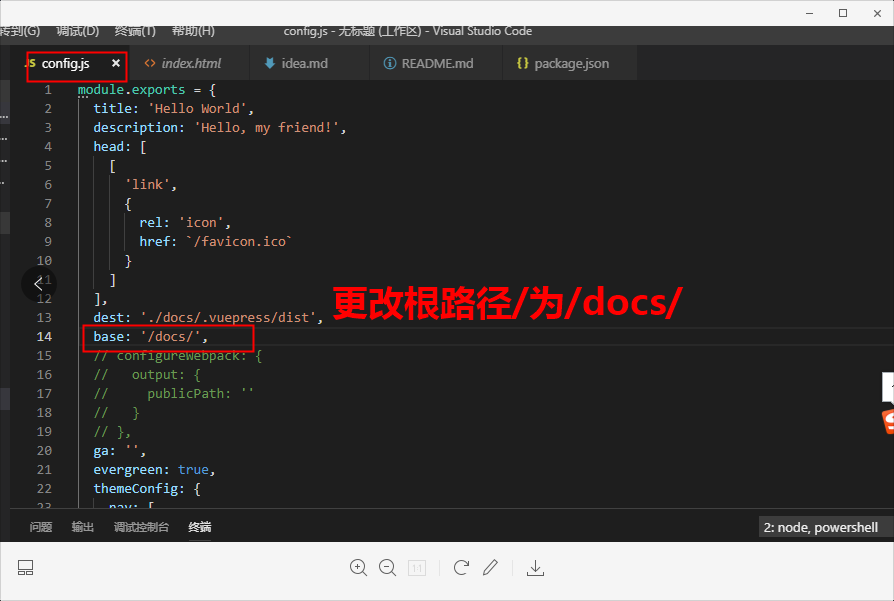 转到(G) 调试(D) 终端(T) 帮助(H) config.js - 无标题 (工作区) - Visual Studio Code
JS config.js × <> index.html idea.md README.md {} package.json
1 module.exports = {
2 title: 'Hello World',
3 description: 'Hello, my friend!',
4 head: [
5 [
6 'link',
7 {
8 rel: 'icon',
9 href: `/favicon.ico`
10 }
11 ]
12 ],
更改根路径/为/docs/
13 dest: './docs/.vuepress/dist',
14 base: '/docs/',
15 // configureWebpack: {
16 // output: {
17 // publicPath: ''
18 // }
19 // },
20 ga: '',
21 evergreen: true,
22 themeConfig: {
23 nav: [
问题 输出 调试控制台 终端 2: node, powershell
1:1